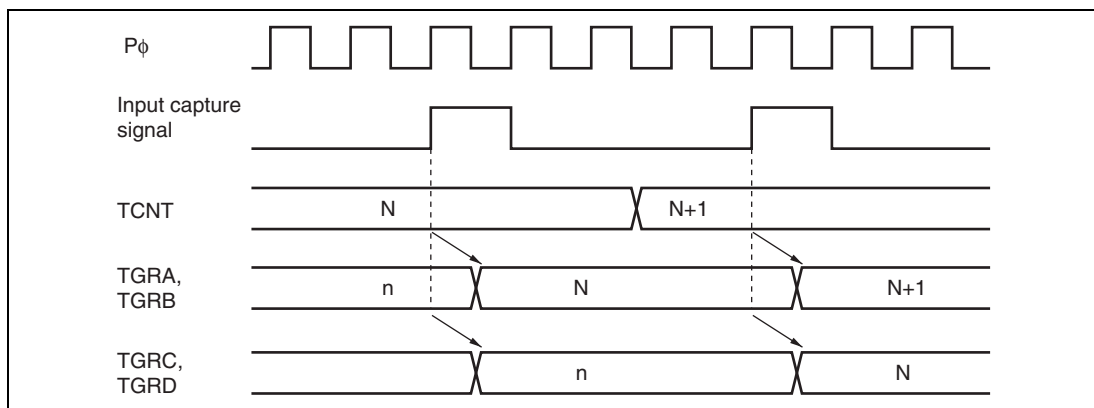 Pϕ
Input capture
signal
TCNT
N
N+1
TGRA,
TGRB
n
N
N+1
TGRC,
TGRD
n
N